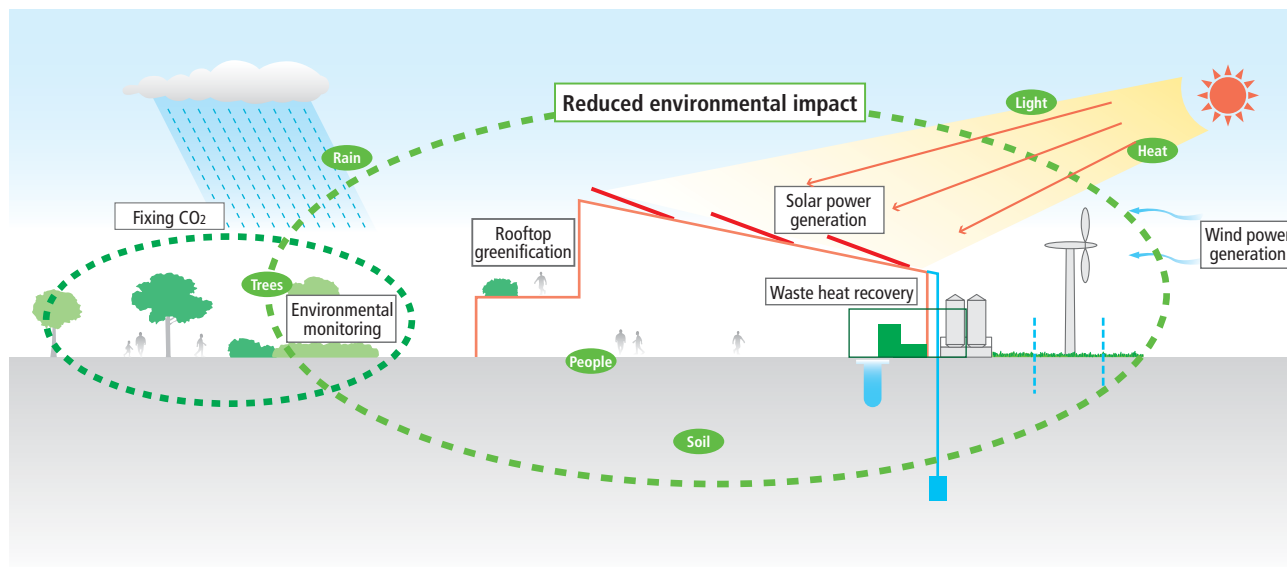 Reduced environmental impact
Light
Rain
Heat
Fixing CO2
Solar power
generation
Rooftop
greenification
Wind power
generation
Trees
Environmental
monitoring
Waste heat recovery
People
Soil